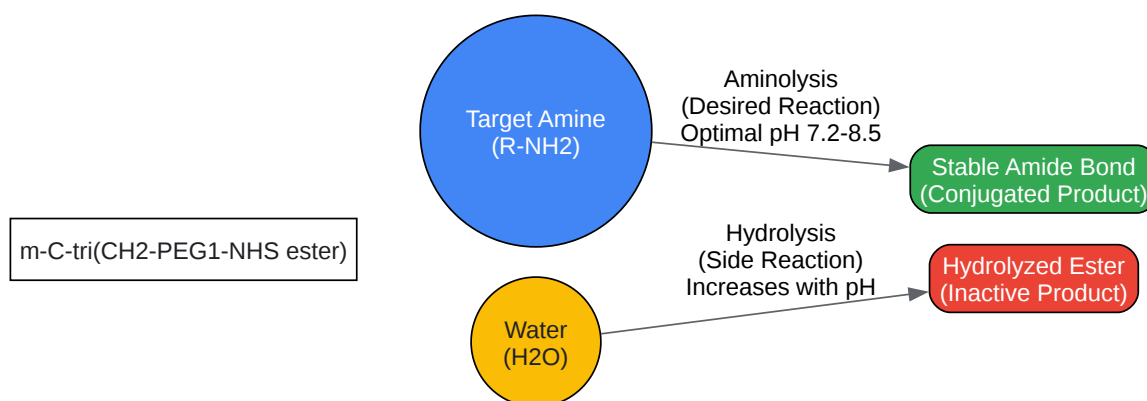 m-C-tri(CH2-PEG1-NHS ester)
Target Amine
(R-NH2)
Aminolysis
(Desired Reaction)
Optimal pH 7.2-8.5
Stable Amide Bond
(Conjugated Product)
Water
(H2O)
Hydrolysis
(Side Reaction)
Increases with pH
Hydrolyzed Ester
(Inactive Product)